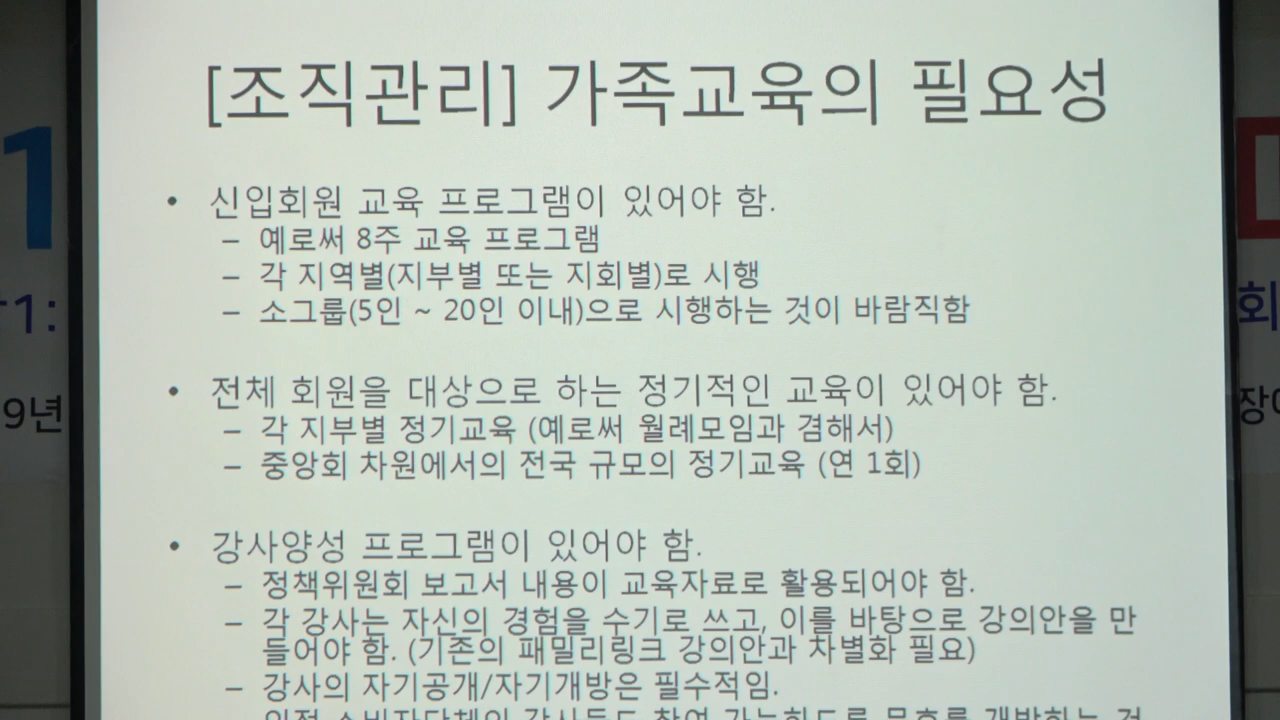 [조직관리] 가족교육의 필요성
• 신입회원 교육 프로그램이 있어야 함.
– 예로써 8주 교육 프로그램
– 각 지역별(지부별 또는 지회별)로 시행
– 소그룹(5인 ~ 20인 이내)으로 시행하는 것이 바람직함
• 전체 회원을 대상으로 하는 정기적인 교육이 있어야 함.
– 각 지부별 정기교육 (예로써 월례모임과 겸해서)
– 중앙회 차원에서의 전국 규모의 정기교육 (연 1회)
• 강사양성 프로그램이 있어야 함.
– 정책위원회 보고서 내용이 교육자료로 활용되어야 함.
– 각 강사는 자신의 경험을 수기로 쓰고, 이를 바탕으로 강의안을 만
들어야 함. (기존의 패밀리링크 강의안과 차별화 필요)
– 강사의 자기공개/자기개방은 필수적임.
1
1:
9년
회